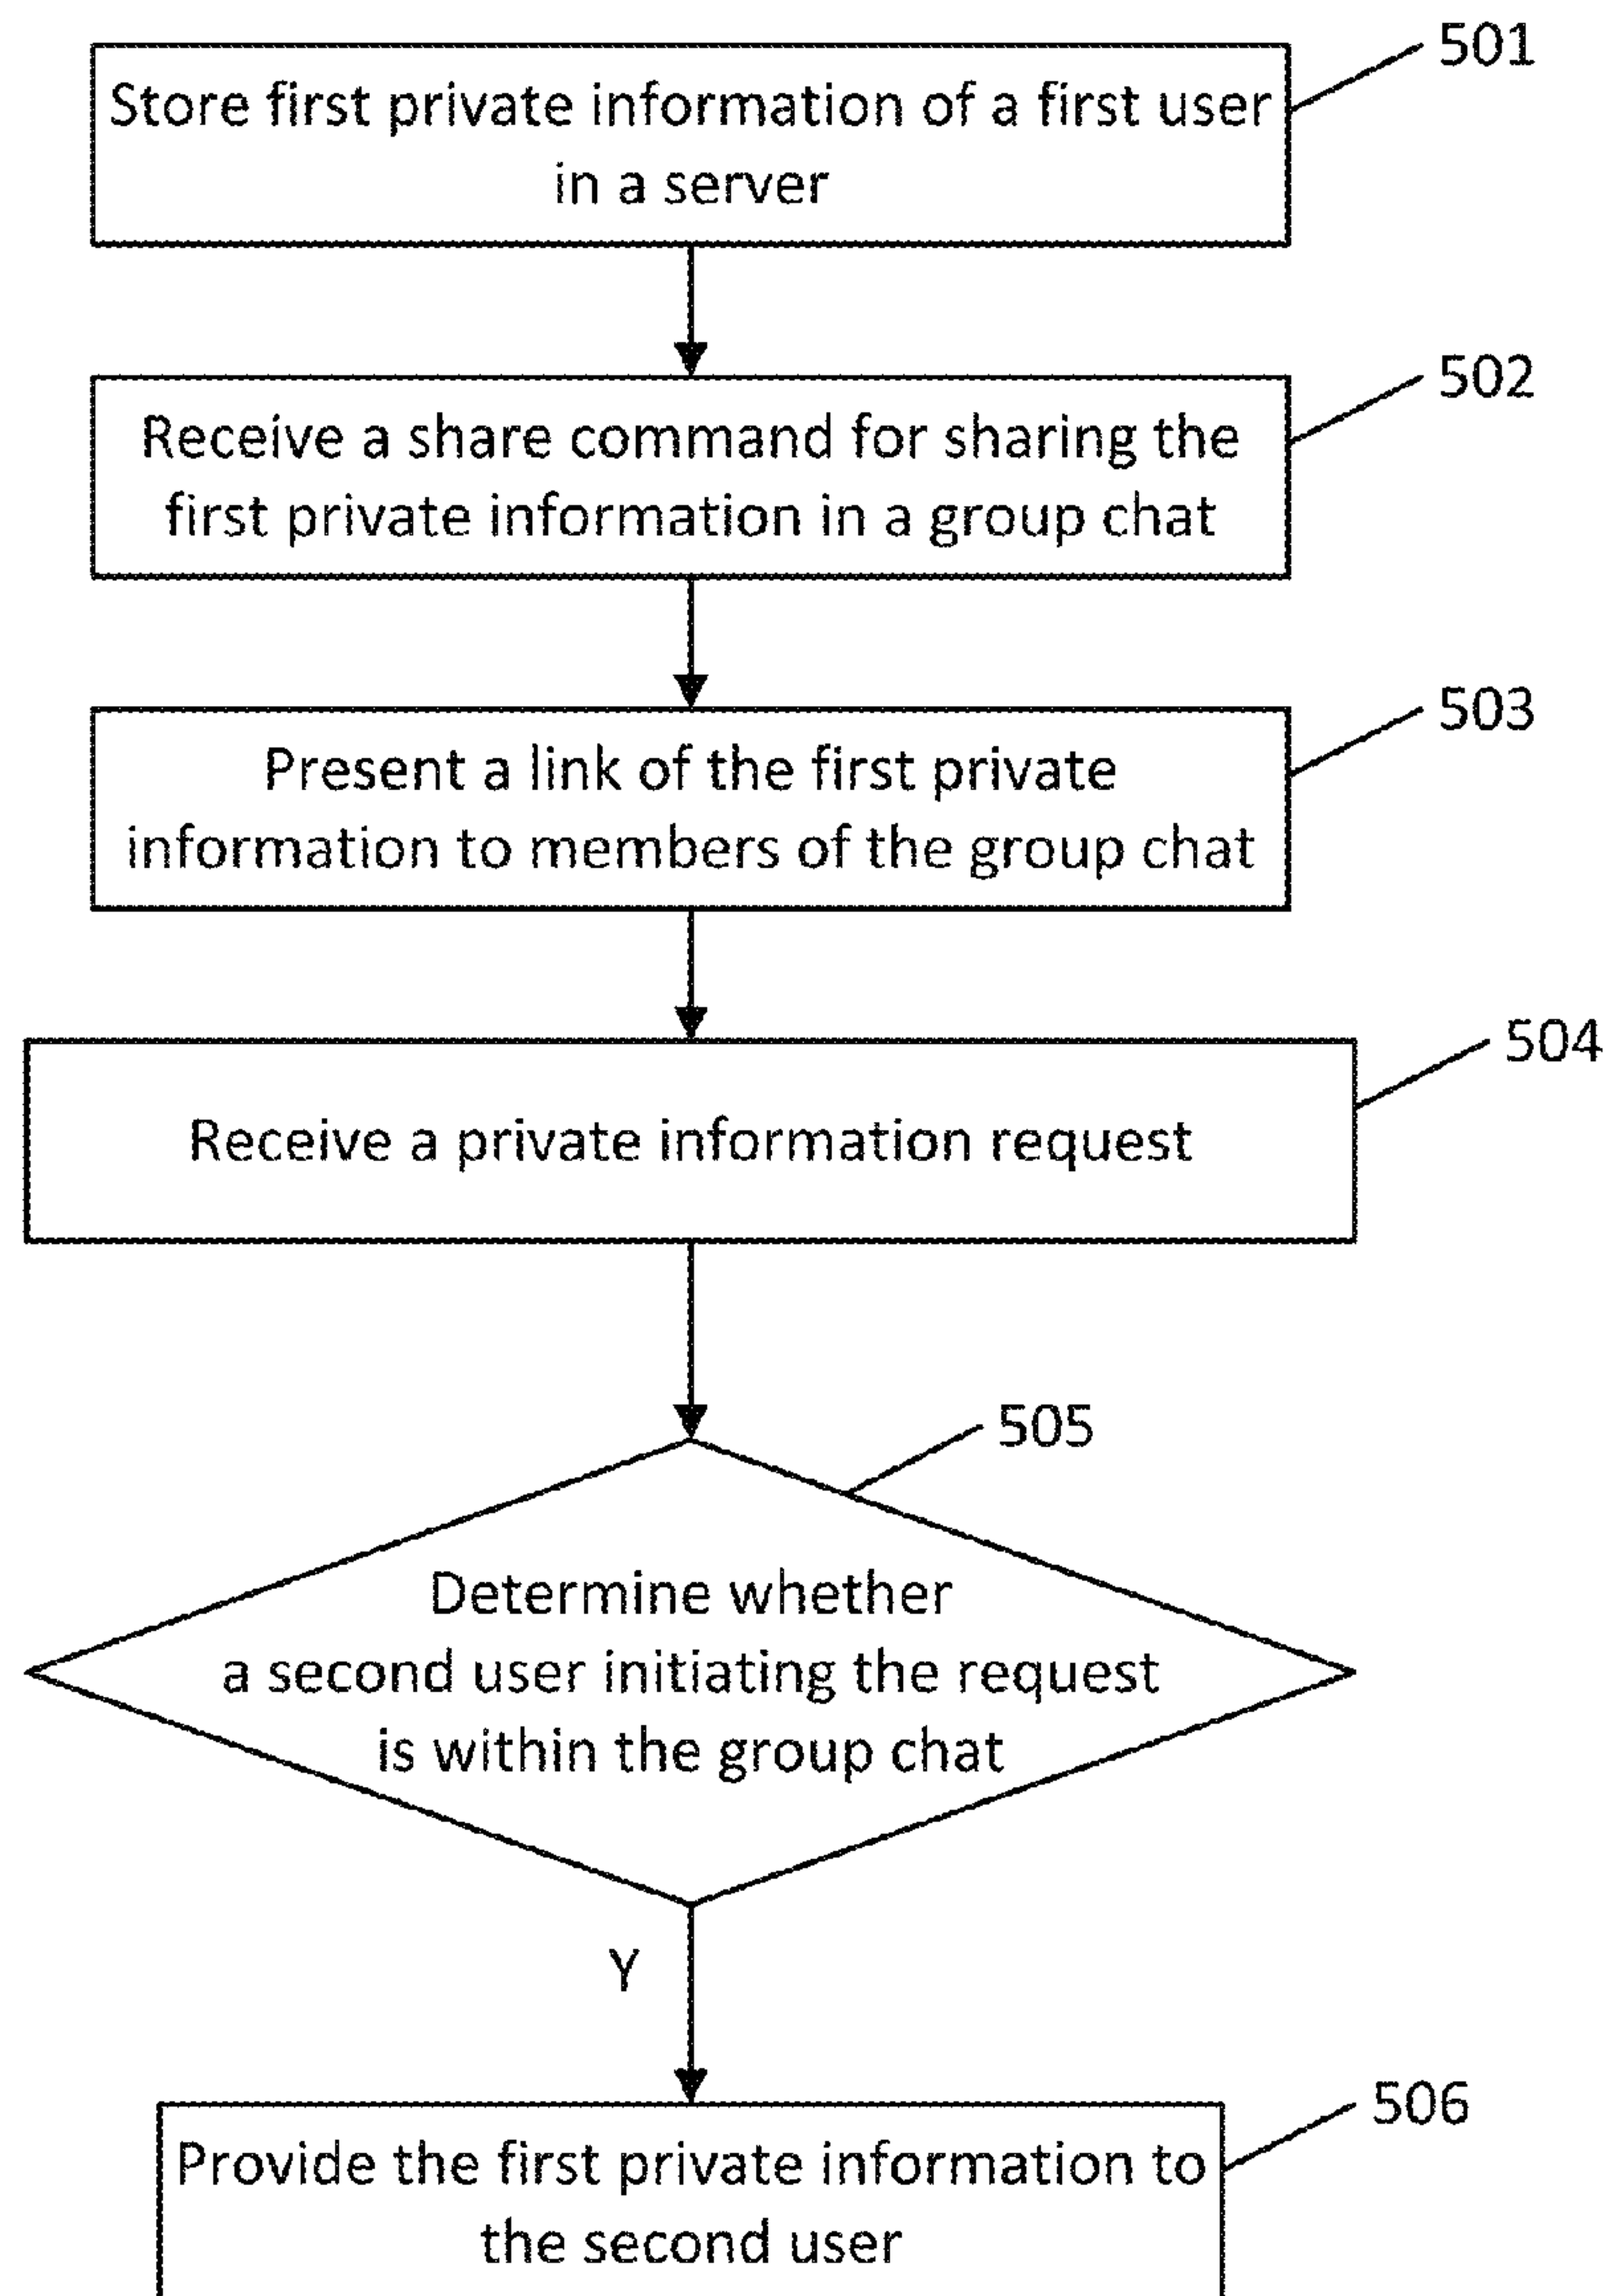 501
Store first private information of a first user
in a server
502
Receive a share command for sharing the
first private information in a group chat
503
Present a link of the first private
information to members of the group chat
504
Receive a private information request
505
Determine whether
a second user initiating the request
is within the group chat
Y
506
Provide the first private information to
the second user